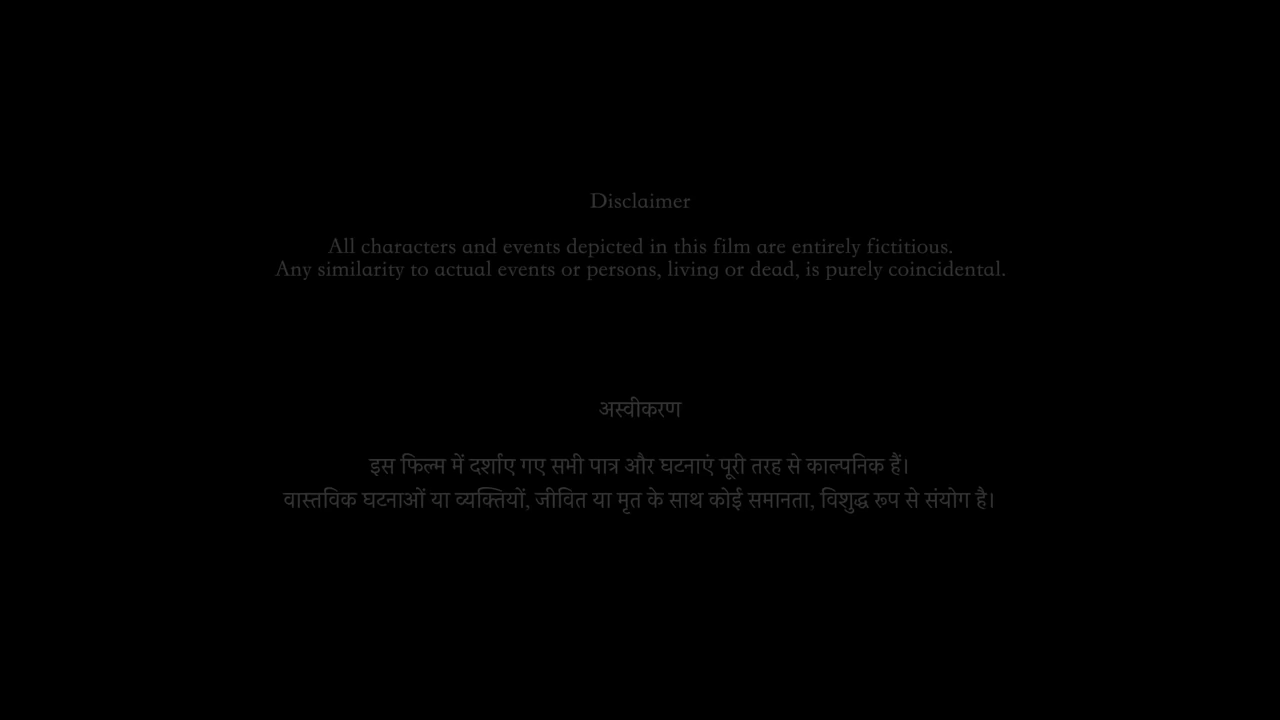 Disclaimer
All characters and events depicted in this film are entirely fictitious.
Any similarity to actual events or persons, living or dead, is purely coincidental.
अस्वीकरण
इस फिल्म में दर्शाए गए सभी पात्र और घटनाएं पूरी तरह से काल्पनिक हैं।
वास्तविक घटनाओं या व्यक्तियों, जीवित या मृत के साथ कोई समानता, विशुद्ध रूप से संयोग है।